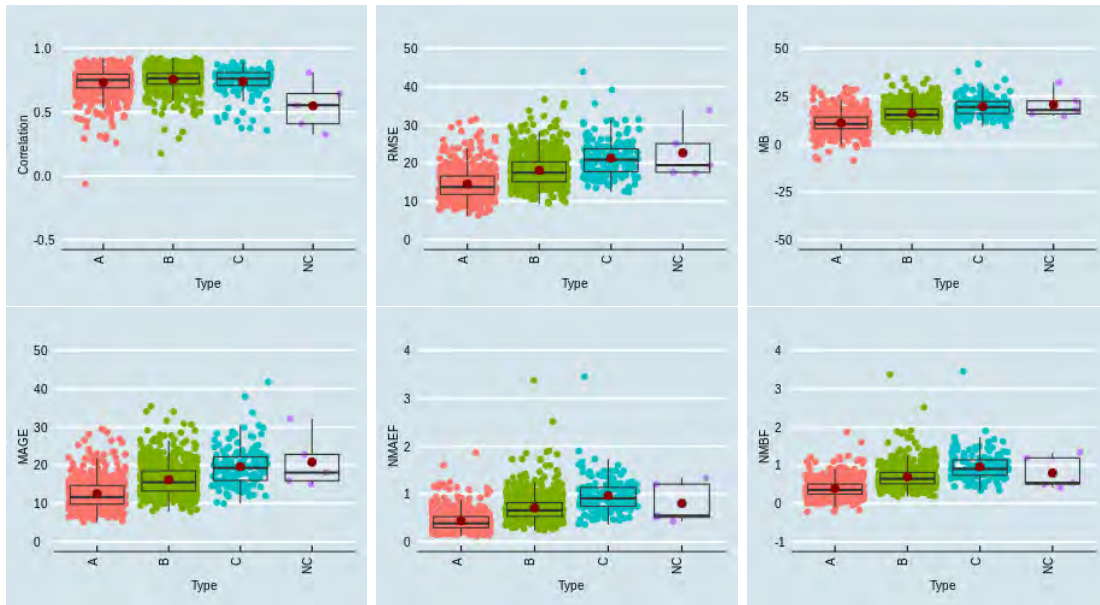 1.0
0.5
0.0
-0.5
Correlation
A
B
C
NC
Type
50
40
30
20
10
0
RMSE
A
B
C
NC
Type
50
25
0
-25
-50
MB
A
B
C
NC
Type
50
40
30
20
10
0
MAGE
A
B
C
NC
Type
4
3
2
1
0
NMAEF
A
B
C
NC
Type
4
3
2
1
0
-1
NMBF
A
B
C
NC
Type